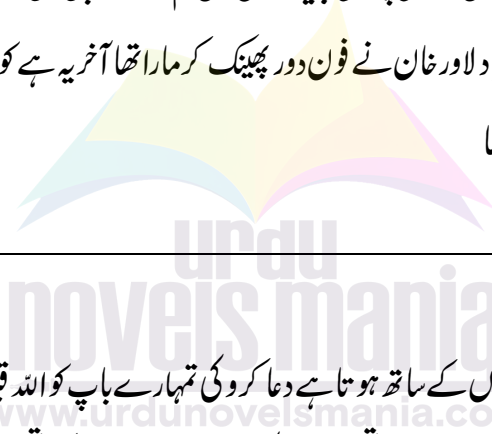 دلاور خان نے فون دور پھینک کر مارا تھا آخر یہ ہے کو
ا
urdu
novels mania
ں کے ساتھ ہوتا ہے دعا کرو کی تمہارے باپ کو اللہ
www.urdunovelsmania.co